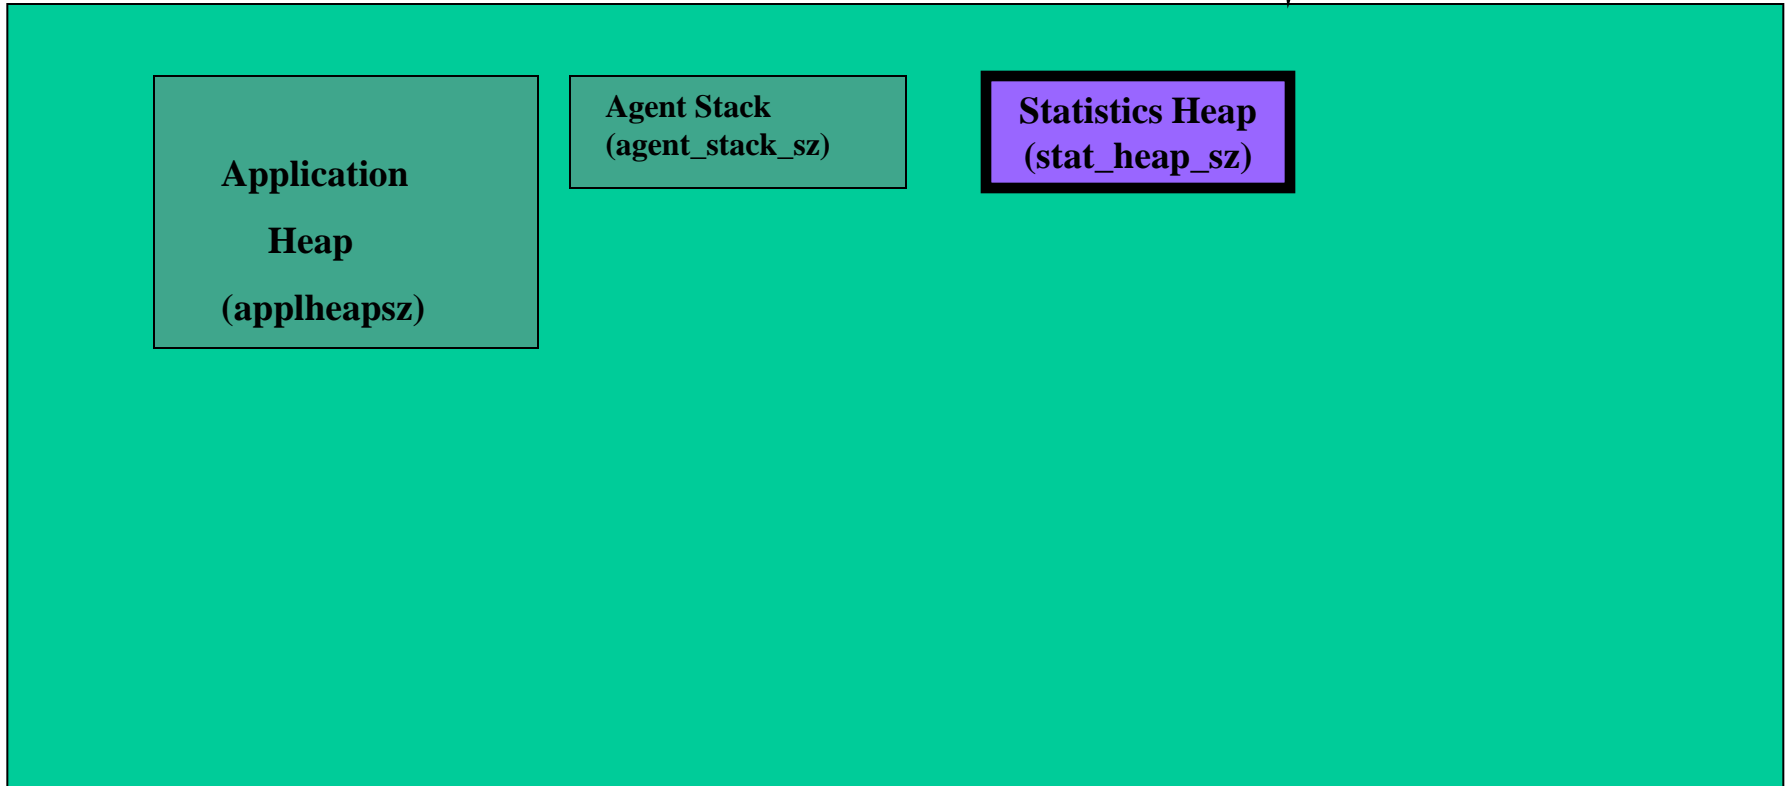 Application
Heap
(applheapsz)
Agent Stack
(agent_stack_sz)
Statistics Heap
(stat_heap_sz)